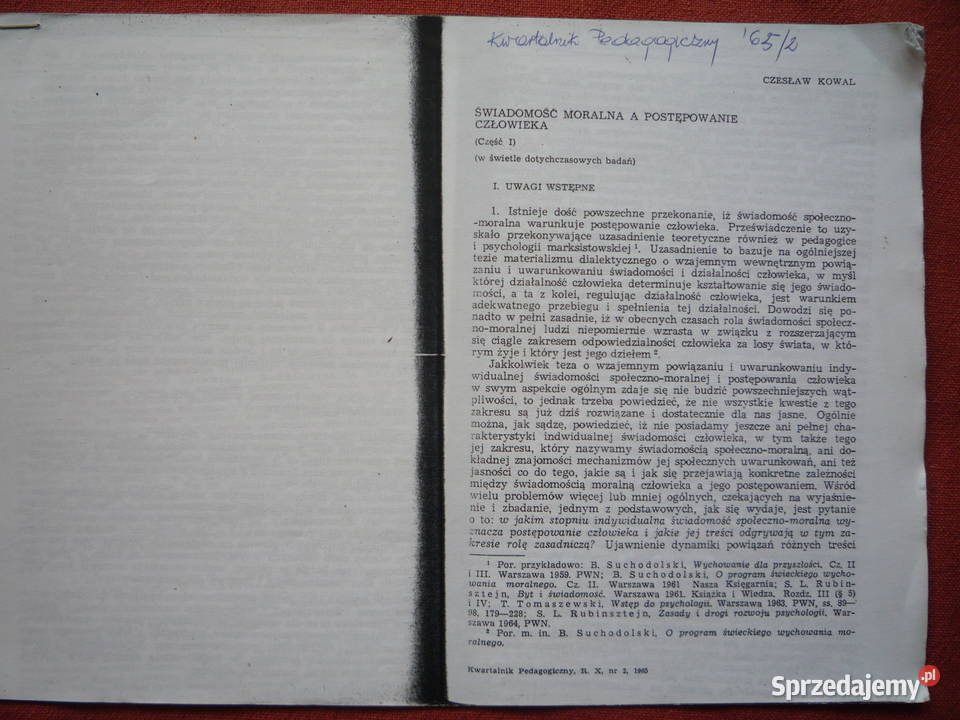 Kwartalnik Pedagogiczny '65/2
CZESŁAW KOWAL
ŚWIADOMOŚĆ MORALNA A POSTĘPOWANIE
CZŁOWIEKA
(Część I)
(w świetle dotychczasowych badań)
I. UWAGI WSTĘPNE
1. Istnieje dość powszechne przekonanie, iż świadomość społeczno-
-moralna warunkuje postępowanie człowieka. Przeświadczenie to uzy-
skało przekonywające uzasadnienie teoretyczne również w pedagogice
i psychologii marksistowskiej ¹. Uzasadnienie to bazuje na ogólniejszej
tezie materializmu dialektycznego o wzajemnym wewnętrznym powią-
zaniu i uwarunkowaniu świadomości i działalności człowieka, w myśl
której działalność człowieka determinuje kształtowanie się jego świado-
mości, a ta z kolei, regulując działalność człowieka, jest warunkiem
adekwatnego przebiegu i spełnienia tej działalności. Dowodzi się po-
nadto w pełni zasadnie, iż w obecnych czasach rola świadomości społecz-
no-moralnej ludzi niepomiernie wzrasta w związku z rozszerzającym
się ciągle zakresem odpowiedzialności człowieka za losy świata, w któ-
rym żyje i który jest jego dziełem ².
Jakkolwiek teza o wzajemnym powiązaniu i uwarunkowaniu indy-
widualnej świadomości społeczno-moralnej i postępowania człowieka
w swym aspekcie ogólnym zdaje się nie budzić powszechniejszych wąt-
pliwości, to jednak trzeba powiedzieć, że nie wszystkie kwestie z tego
zakresu są już dziś rozwiązane i dostatecznie dla nas jasne. Ogólnie
można, jak sądzę, powiedzieć, iż nie posiadamy jeszcze ani pełnej cha-
rakterystyki indwidualnej świadomości człowieka, w tym także tego
jej zakresu, który nazywamy świadomością społeczno-moralną, ani do-
kładnej znajomości mechanizmów jej społecznych uwarunkowań, ani też
jasności co do tego, jakie są i jak się przejawiają konkretne zależności
między świadomością moralną człowieka a jego postępowaniem. Wśród
wielu problemów więcej lub mniej ogólnych, czekających na wyjaśnie-
nie i zbadanie, jednym z podstawowych, jak się wydaje, jest pytanie
o to: w jakim stopniu indywidualna świadomość społeczno-moralna wy-
znacza postępowanie człowieka i jakie jej treści odgrywają w tym za-
kresie rolę zasadniczą? Ujawnienie dynamiki powiązań różnych treści
¹ Por. przykładowo: B. Suchodolski, Wychowanie dla przyszłości. Cz. II
i III. Warszawa 1959. PWN; B. Suchodolski, O program świeckiego wycho-
wania moralnego. Cz. II. Warszawa 1961 Nasza Księgarnia; S. L. Rubin-
sztejn, Byt i świadomość. Warszawa 1961. Książka i Wiedza. Rozdz. III (§ 5)
i IV; T. Tomaszewski, Wstęp do psychologii. Warszawa 1963. PWN, ss. 89—
98, 179—228; S. L. Rubinsztejn, Zasady i drogi rozwoju psychologii. War-
szawa 1964, PWN.
² Por. m. in. B. Suchodolski, O program świeckiego wychowania mo-
ralnego.
Kwartalnik Pedagogiczny, R. X, nr 2, 1965
Sprzedajemy.pl